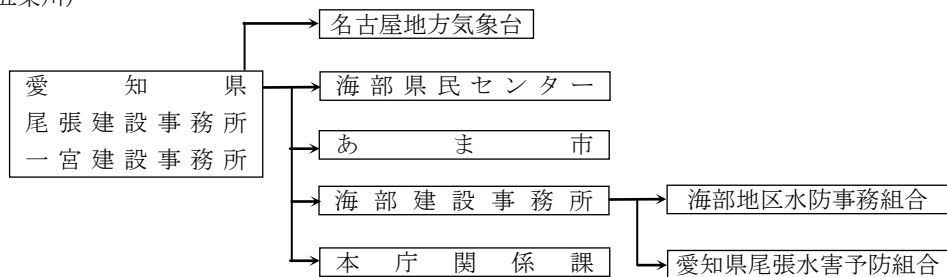 名古屋地方気象台
愛知県
尾張建設事務所
一宮建設事務所
海部県民センター
あま市
海部建設事務所
海部地区水防事務組合
本庁関係課
愛知県尾張水害予防組合